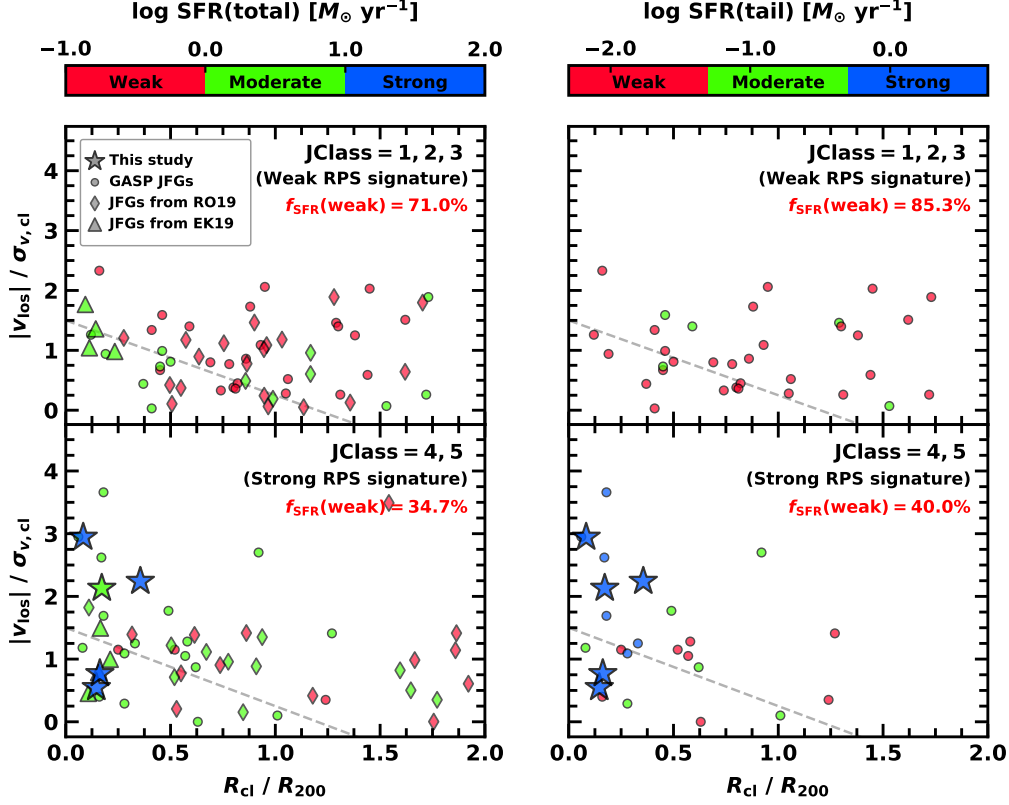 log SFR(total) [M⊙ yr−1]
−1.0 0.0 1.0 2.0
Weak Moderate Strong
log SFR(tail) [M⊙ yr−1]
−2.0 −1.0 0.0
Weak Moderate Strong
This study
GASP JFGs
JFGs from RO19
JFGs from EK19
JClass = 1, 2, 3
(Weak RPS signature)
fSFR(weak) = 71.0%
4
3
2
1
0
|vlos| / σv, cl
JClass = 1, 2, 3
(Weak RPS signature)
fSFR(weak) = 85.3%
JClass = 4, 5
(Strong RPS signature)
fSFR(weak) = 34.7%
4
3
2
1
0
|vlos| / σv, cl
0.0 0.5 1.0 1.5 2.0
Rcl / R200
JClass = 4, 5
(Strong RPS signature)
fSFR(weak) = 40.0%
0.0 0.5 1.0 1.5 2.0
Rcl / R200